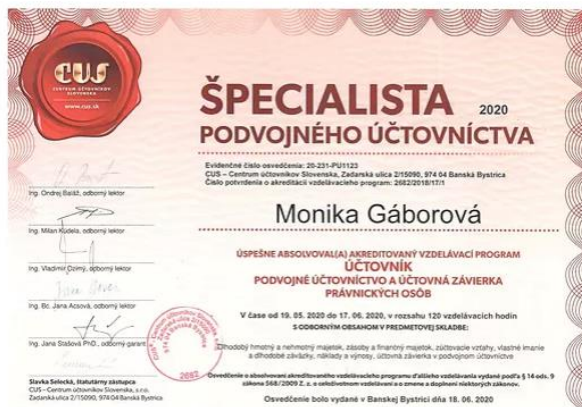 CUS
CENTRUM ÚČTOVNÍKOV
SLOVENSKA
www.cus.sk
ŠPECIALISTA 2020
PODVOJNÉHO ÚČTOVNÍCTVA
Evidenčné číslo osvedčenia: 20-231-PU1123
CUS – Centrum účtovníkov Slovenska, Zadarská ulica 2/15090, 974 04 Banská Bystrica
Číslo potvrdenia o akreditácii vzdelávacieho program: 2682/2018/17/1
Monika Gáborová
ÚSPEŠNE ABSOLVOVAL(A) AKREDITOVANÝ VZDELÁVACÍ PROGRAM
ÚČTOVNÍK
PODVOJNÉ ÚČTOVNÍCTVO A ÚČTOVNÁ ZÁVIERKA
PRÁVNICKÝCH OSÔB
V čase od 19. 05. 2020 do 17. 06. 2020, v rozsahu 120 vzdelávacích hodín
S ODBORNÝM OBSAHOM V PREDMETOVEJ SKLADBE:
Dlhodobý hmotný a nehmotný majetok, zásoby a finančný majetok, zúčtovacie vzťahy, vlastné imanie
a dlhodobé záväzky, náklady a výnosy, účtovná závierka v podvojnom účtovníctve
Osvedčenie o absolvovaní akreditovaného vzdelávacieho programu ďalšieho vzdelávania vydané podľa § 14 ods. 9
zákona 568/2009 Z. z. o celoživotnom vzdelávaní a o zmene a doplnení niektorých zákonov.
Osvedčenie bolo vydané v Banskej Bystrici dňa 18. 06. 2020
Ing. Ondrej Baláž, odborný lektor
Ing. Milan Kúdela, odborný lektor
Ing. Vladimír Ozimý, odborný lektor
Ing. Bc. Jana Acsová, odborný lektor
Ing. Jana Stašová PhD., odborný garant
Slavka Selecká, štatutárny zástupca
CUS – Centrum účtovníkov Slovenska, s.r.o.
Zadarská ulica 2/15090, 974 04 Banská Bystrica
2682